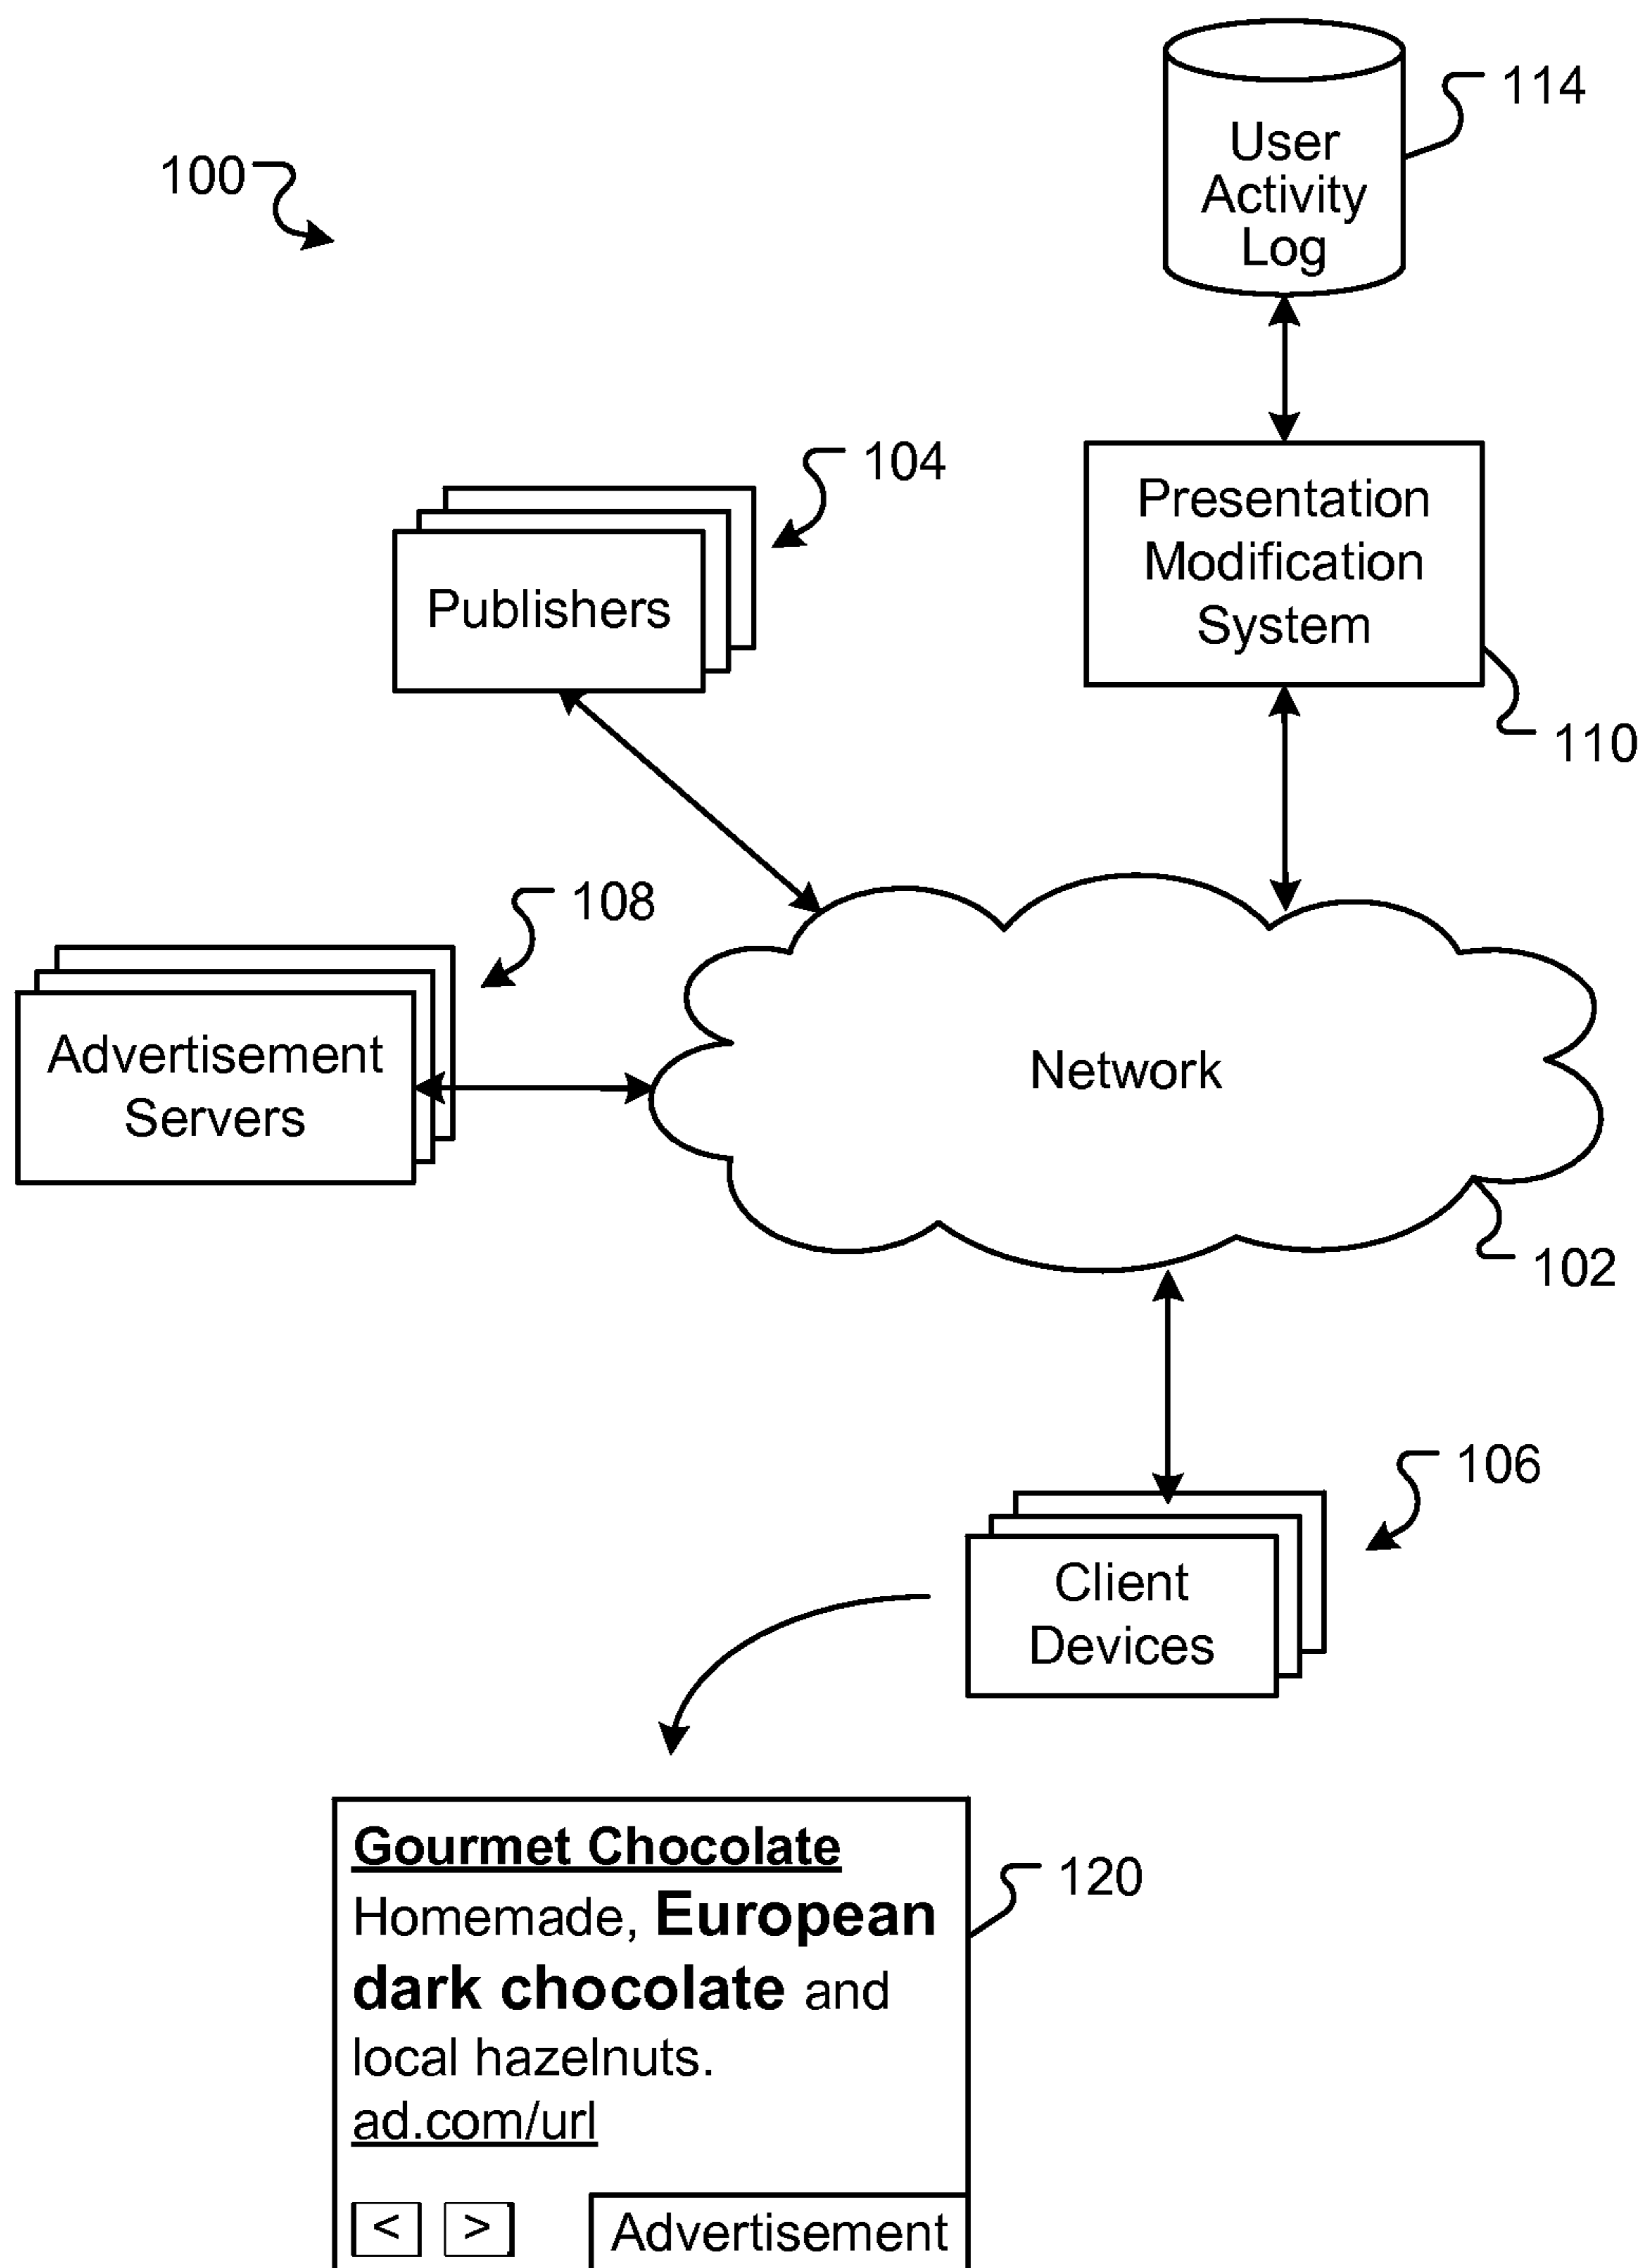 114
User
Activity
Log
100
104
Presentation
Modification
System
Publishers
110
108
Advertisement
Servers
Network
102
106
Client
Devices
Gourmet Chocolate
Homemade, European
dark chocolate and
local hazelnuts.
ad.com/url
120
< >
Advertisement